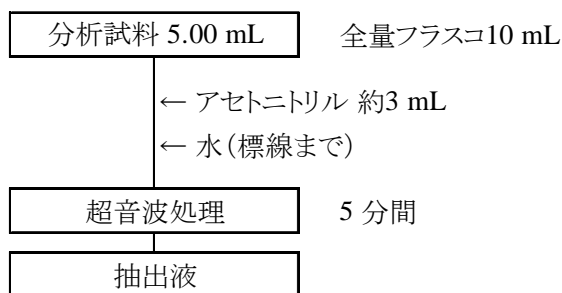 分析試料 5.00 mL 全量フラスコ10 mL
← アセトニトリル 約3 mL
← 水（標線まで）
超音波処理 5 分間
抽出液